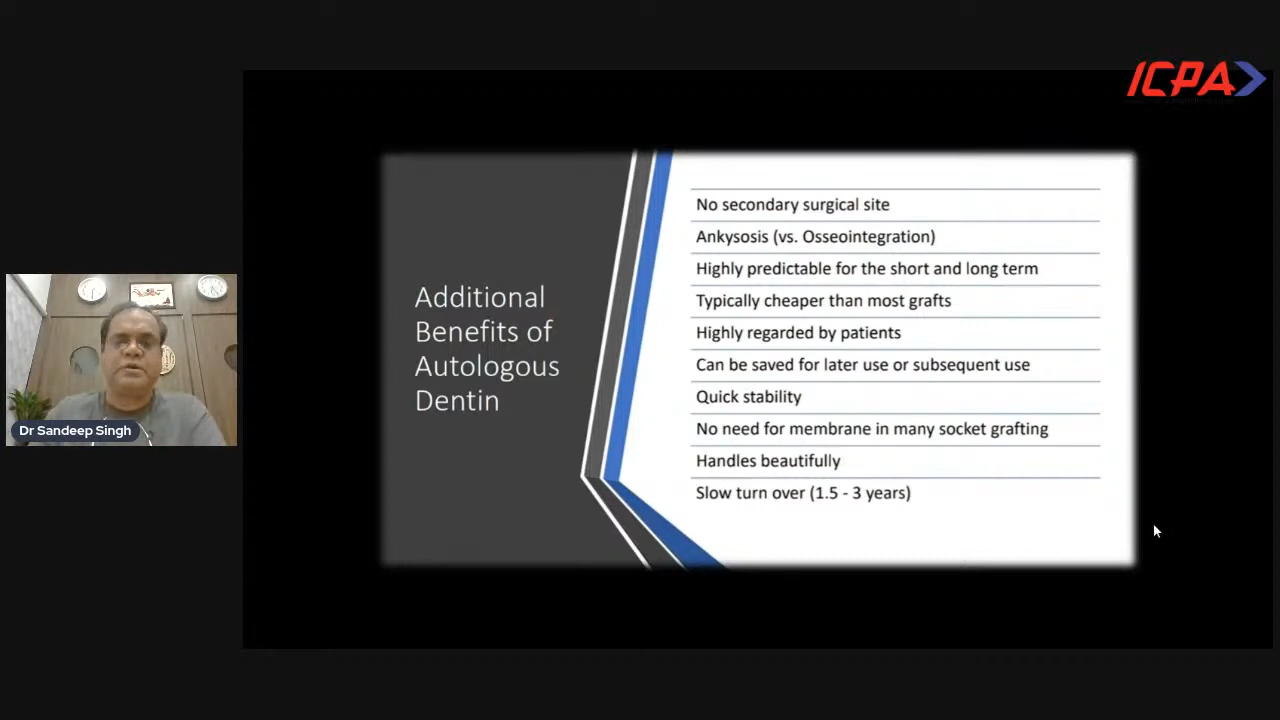 ICPA
Additional
Benefits of
Autologous
Dentin
No secondary surgical site
Ankysosis (vs. Osseointegration)
Highly predictable for the short and long term
Typically cheaper than most grafts
Highly regarded by patients
Can be saved for later use or subsequent use
Quick stability
No need for membrane in many socket grafting
Handles beautifully
Slow turn over (1.5 - 3 years)
Dr Sandeep Singh